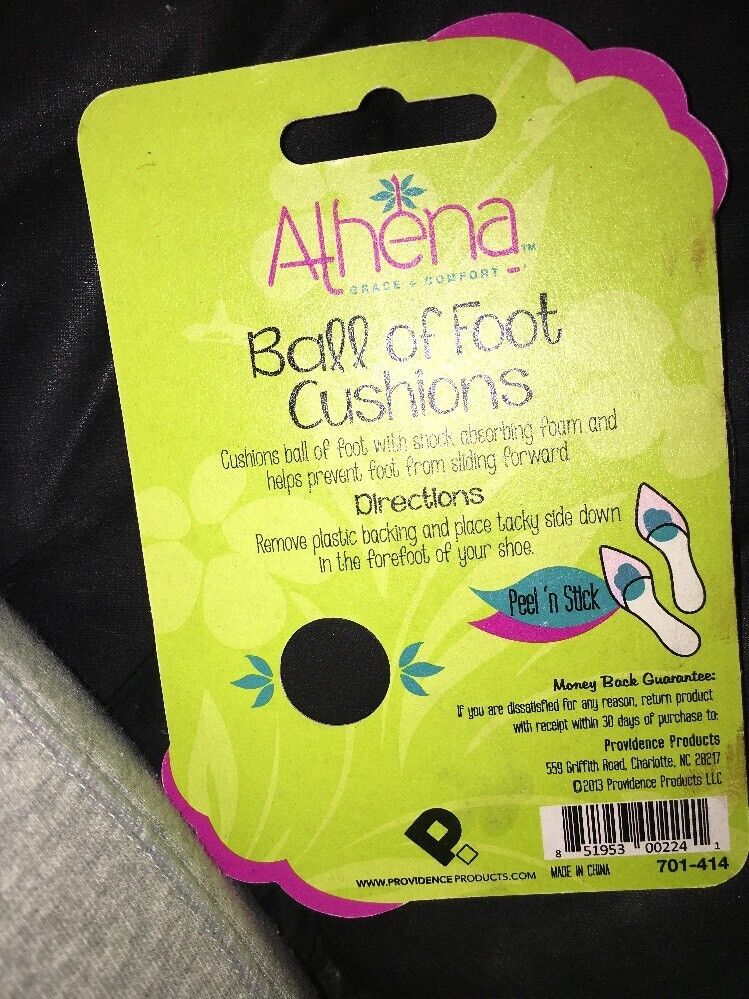 Athena™
GRACE + COMFORT
Ball of Foot
Cushions
Cushions ball of foot with shock absorbing foam and
helps prevent foot from sliding forward.
Directions
Remove plastic backing and place tacky side down
in the forefoot of your shoe.
Peel 'n Stick
Money Back Guarantee:
If you are dissatisfied for any reason, return product
with receipt within 30 days of purchase to:
Providence Products
559 Griffith Road, Charlotte, NC 28217
©2013 Providence Products LLC
P
8 51953 00224 1
WWW.PROVIDENCEPRODUCTS.COM MADE IN CHINA 701-414